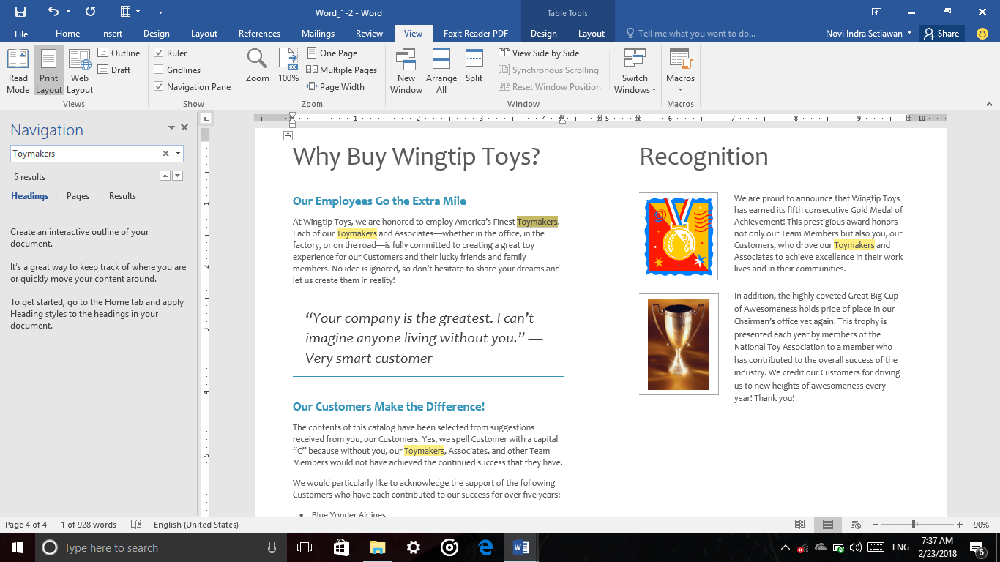 Word_1-2 - Word
Table Tools
File Home Insert Design Layout References Mailings Review View Foxit Reader PDF Design Layout Tell me what you want to do... Novi Indra Setiawan Share
Read Mode
Print Layout
Web Layout
Outline
Draft
Views
Ruler
Gridlines
Navigation Pane
Show
Zoom
100%
100
One Page
Multiple Pages
Page Width
Zoom
New Window
Arrange All
Split
View Side by Side
Synchronous Scrolling
Reset Window Position
Switch Windows
Window
Macros
Macros
Navigation
Toymakers
5 results
Headings Pages Results
Create an interactive outline of your
document.
It's a great way to keep track of where you are
or quickly move your content around.
To get started, go to the Home tab and apply
Heading styles to the headings in your
document.
1 2 3 4 5 6 7 8 9 10
1
2
3
4
5
Why Buy Wingtip Toys?
Our Employees Go the Extra Mile
At Wingtip Toys, we are honored to employ America's Finest Toymakers.
Each of our Toymakers and Associates—whether in the office, in the
factory, or on the road—is fully committed to creating a great toy
experience for our Customers and their lucky friends and family
members. No idea is ignored, so don't hesitate to share your dreams and
let us create them in reality!
“Your company is the greatest. I can't
imagine anyone living without you.” —
Very smart customer
Our Customers Make the Difference!
The contents of this catalog have been selected from suggestions
received from you, our Customers. Yes, we spell Customer with a capital
“C” because without you, our Toymakers, Associates, and other Team
Members would not have achieved the continued success that they have.
We would particularly like to acknowledge the support of the following
Customers who have each contributed to our success for over five years:
• Blue Yonder Airlines
Recognition
We are proud to announce that Wingtip Toys
has earned its fifth consecutive Gold Medal of
Achievement! This prestigious award honors
not only our Team Members but also you, our
Customers, who drove our Toymakers and
Associates to achieve excellence in their work
lives and in their communities.
In addition, the highly coveted Great Big Cup
of Awesomeness holds pride of place in our
Chairman's office yet again. This trophy is
presented each year by members of the
National Toy Association to a member who
has contributed to the overall success of the
industry. We credit our Customers for driving
us to new heights of awesomeness every
year! Thank you!
Page 4 of 4 1 of 928 words English (United States) 90%
Type here to search
ENG
7:37 AM
2/23/2018
6